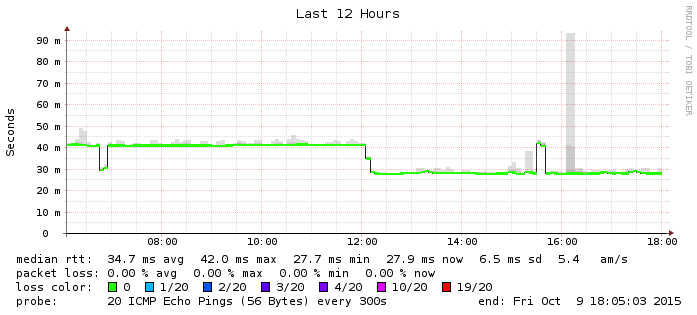 Last 12 Hours
RRDTOOL / TOBI OETIKER
Seconds
90 m
80 m
70 m
60 m
50 m
40 m
30 m
20 m
10 m
0
08:00 10:00 12:00 14:00 16:00 18:00
median rtt: 34.7 ms avg 42.0 ms max 27.7 ms min 27.9 ms now 6.5 ms sd 5.4 am/s
packet loss: 0.00 % avg 0.00 % max 0.00 % min 0.00 % now
loss color: 0 1/20 2/20 3/20 4/20 10/20 19/20
probe: 20 ICMP Echo Pings (56 Bytes) every 300s end: Fri Oct 9 18:05:03 2015